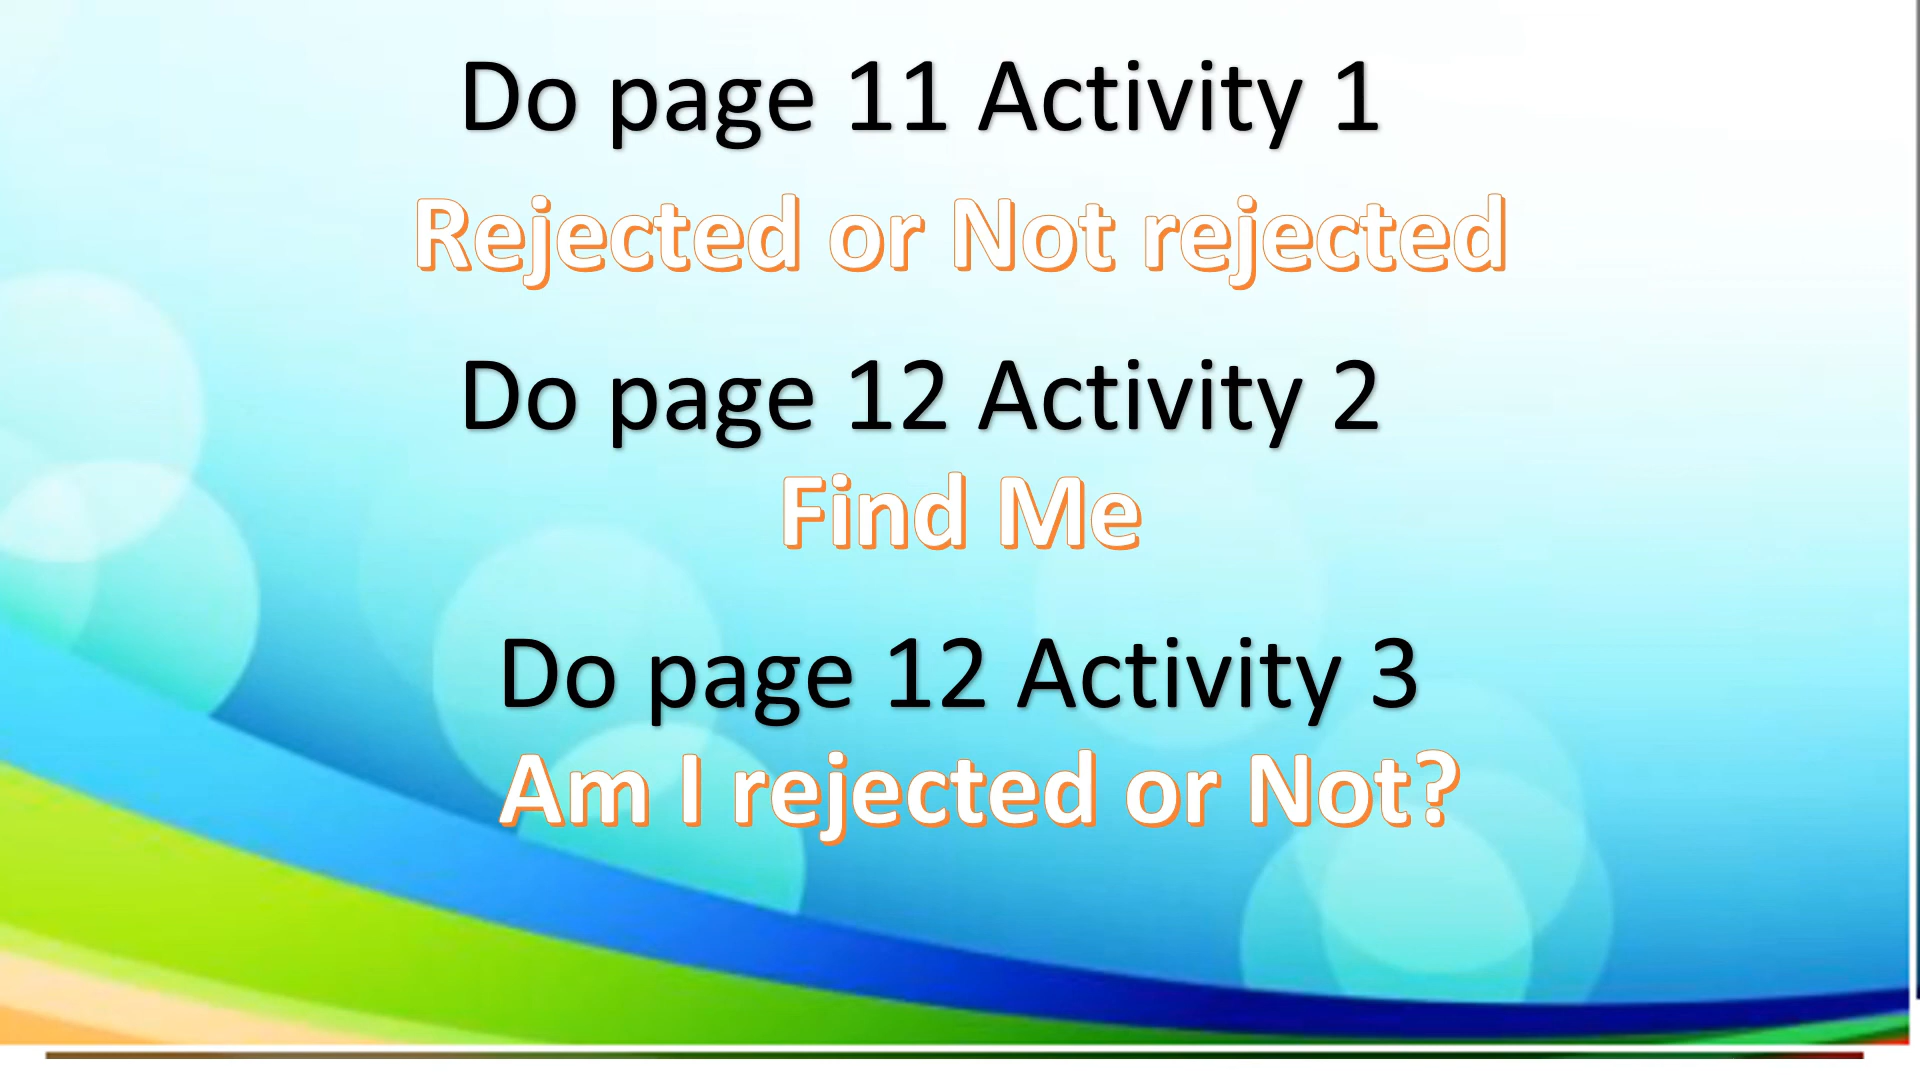 Do page 11 Activity 1
Rejected or Not rejected
Do page 12 Activity 2
Find Me
Do page 12 Activity 3
Am I rejected or Not?